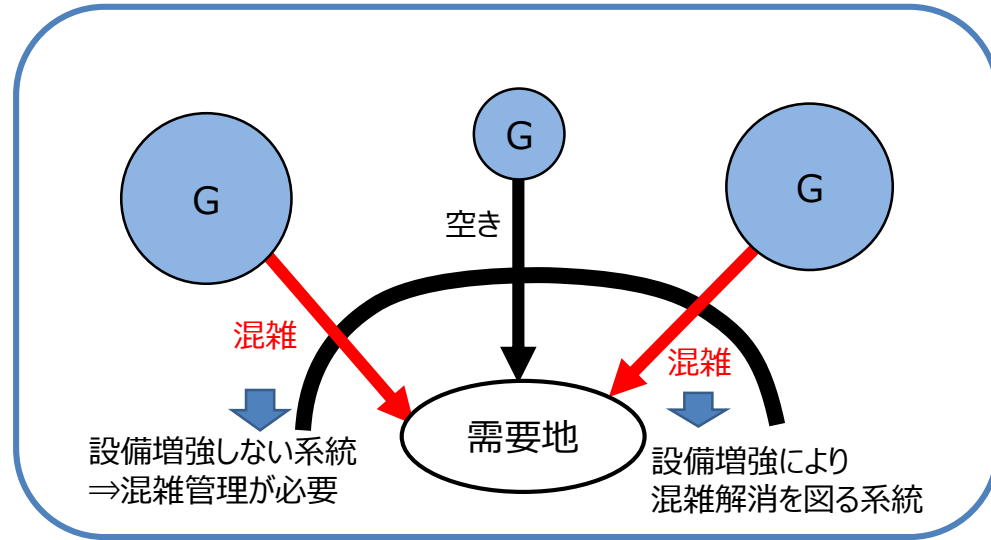 G
G
G
空き
混雑
混雑
需要地
設備増強しない系統
⇒混雑管理が必要
設備増強により
混雑解消を図る系統